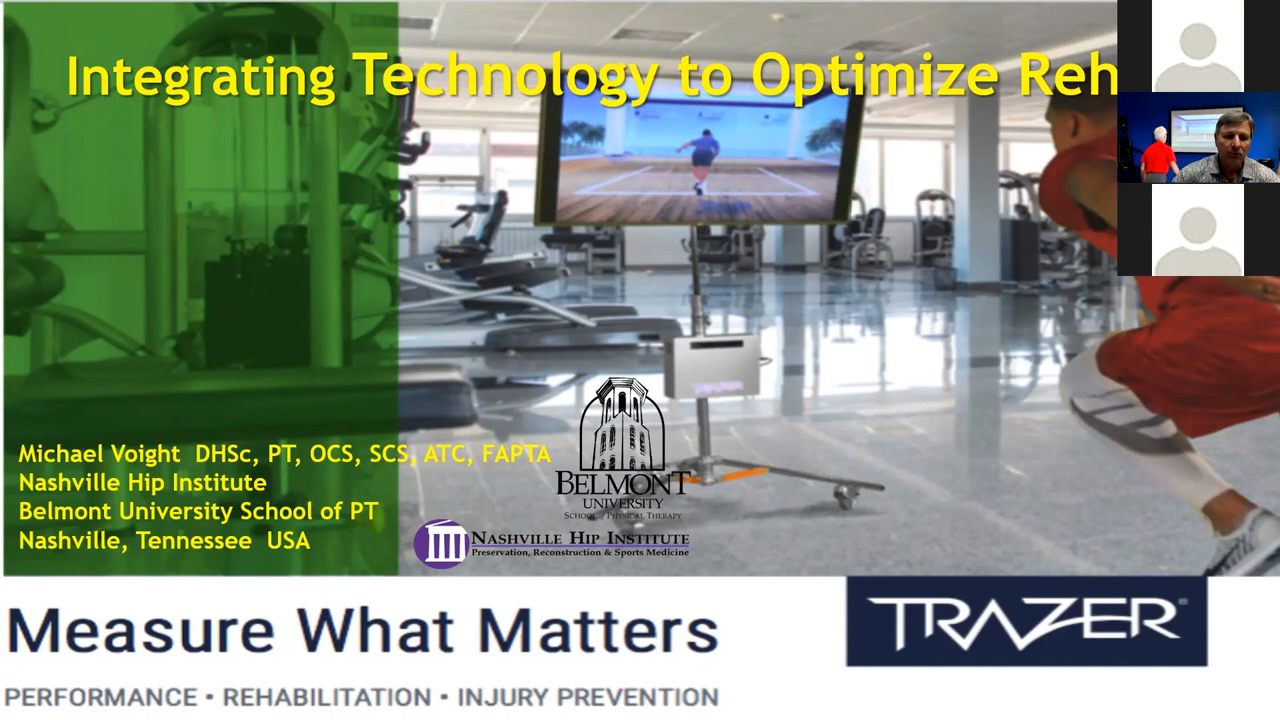 Integrating Technology to Optimize Reh
TRAZER
Michael Voight DHSc, PT, OCS, SCS, ATC, FAPTA
Nashville Hip Institute
Belmont University School of PT
Nashville, Tennessee USA
BELMONT
UNIVERSITY
SCHOOL of PHYSICAL THERAPY
NASHVILLE HIP INSTITUTE
Preservation, Reconstruction & Sports Medicine
Measure What Matters
TRAZER
PERFORMANCE • REHABILITATION • INJURY PREVENTION